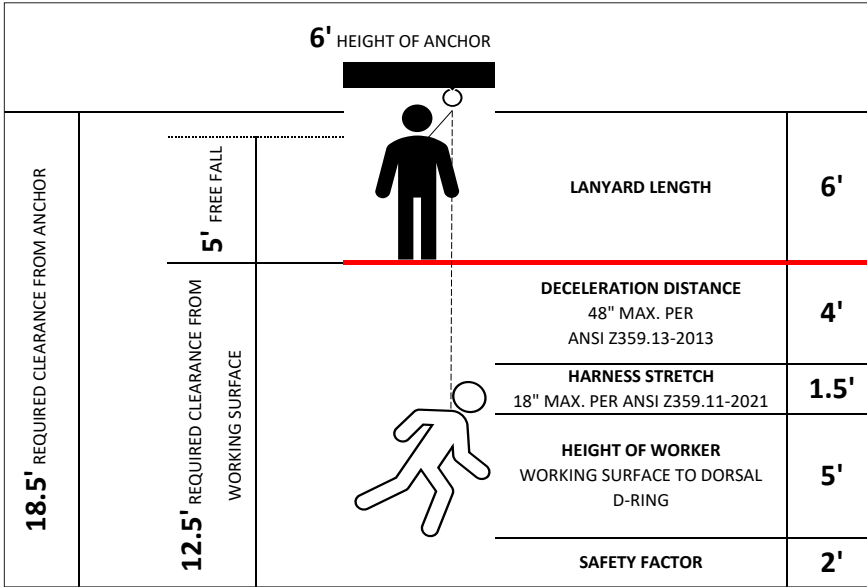 6' HEIGHT OF ANCHOR
18.5' REQUIRED CLEARANCE FROM ANCHOR
5' FREE FALL
12.5' REQUIRED CLEARANCE FROM
WORKING SURFACE
LANYARD LENGTH
6'
DECELERATION DISTANCE
48" MAX. PER
ANSI Z359.13-2013
4'
HARNESS STRETCH
18" MAX. PER ANSI Z359.11-2021
1.5'
HEIGHT OF WORKER
WORKING SURFACE TO DORSAL
D-RING
5'
SAFETY FACTOR
2'